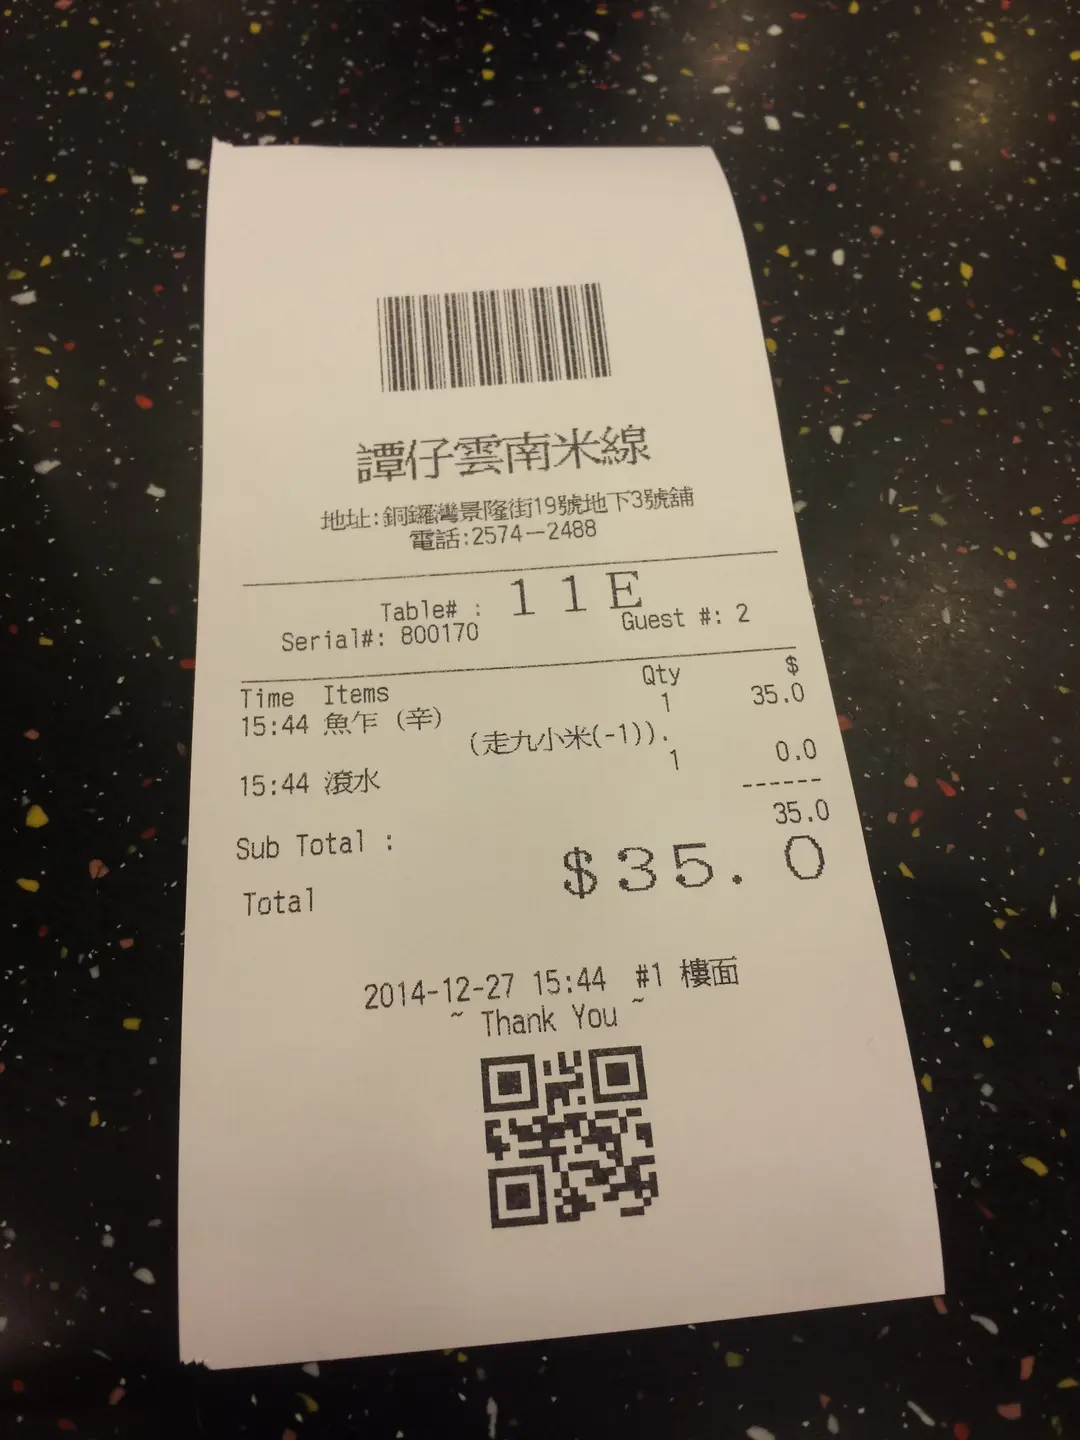 譚仔雲南米線
地址:銅鑼灣景隆街19號地下3號舖
電話:2574-2488
Table# : 11E
Serial#: 800170 Guest #: 2
Time Items Qty $
15:44 魚乍 (辛) 1 35.0
(走九小米(-1)).
15:44 滾水 1 0.0
------
Sub Total : 35.0
Total $35.0
2014-12-27 15:44 #1 樓面
~ Thank You ~